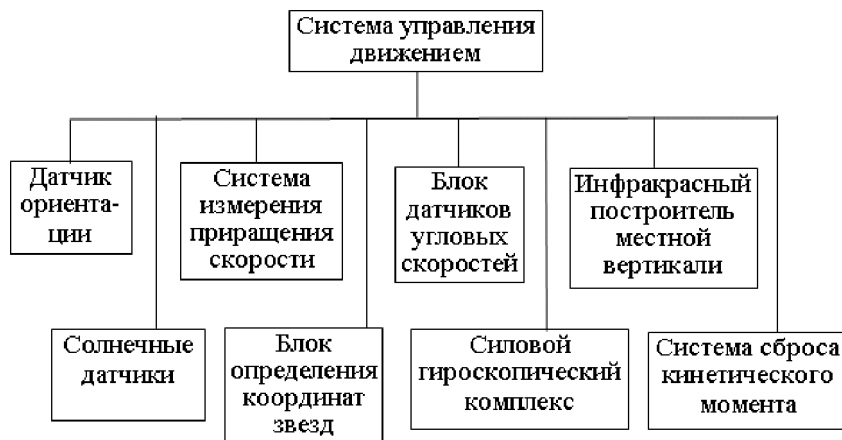 Система управления
движением
Датчик
ориента-
ции
Система
измерения
приращения
скорости
Блок
датчиков
угловых
скоростей
Инфракрасный
построитель
местной
вертикали
Солнечные
датчики
Блок
определения
координат
звезд
Силовой
гироскопический
комплекс
Система сброса
кинетического
момента